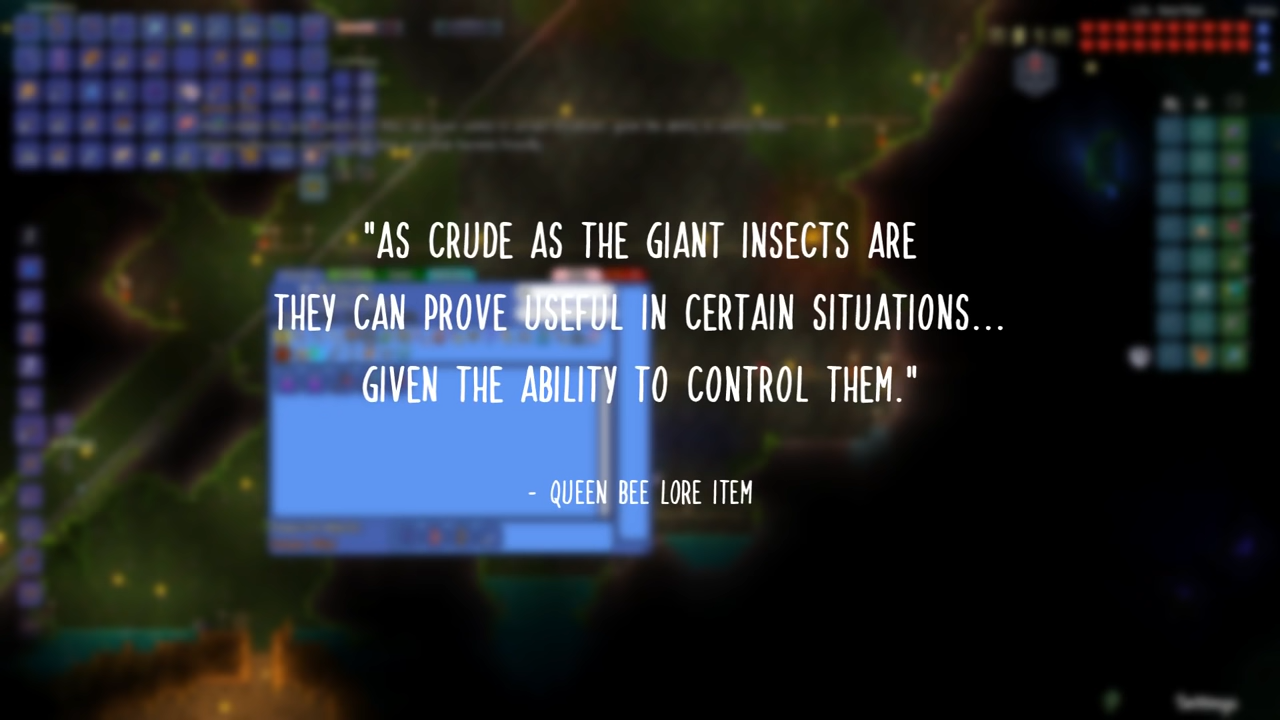 "AS CRUDE AS THE GIANT INSECTS ARE
THEY CAN PROVE USEFUL IN CERTAIN SITUATIONS...
GIVEN THE ABILITY TO CONTROL THEM."
- QUEEN BEE LORE ITEM
Settings